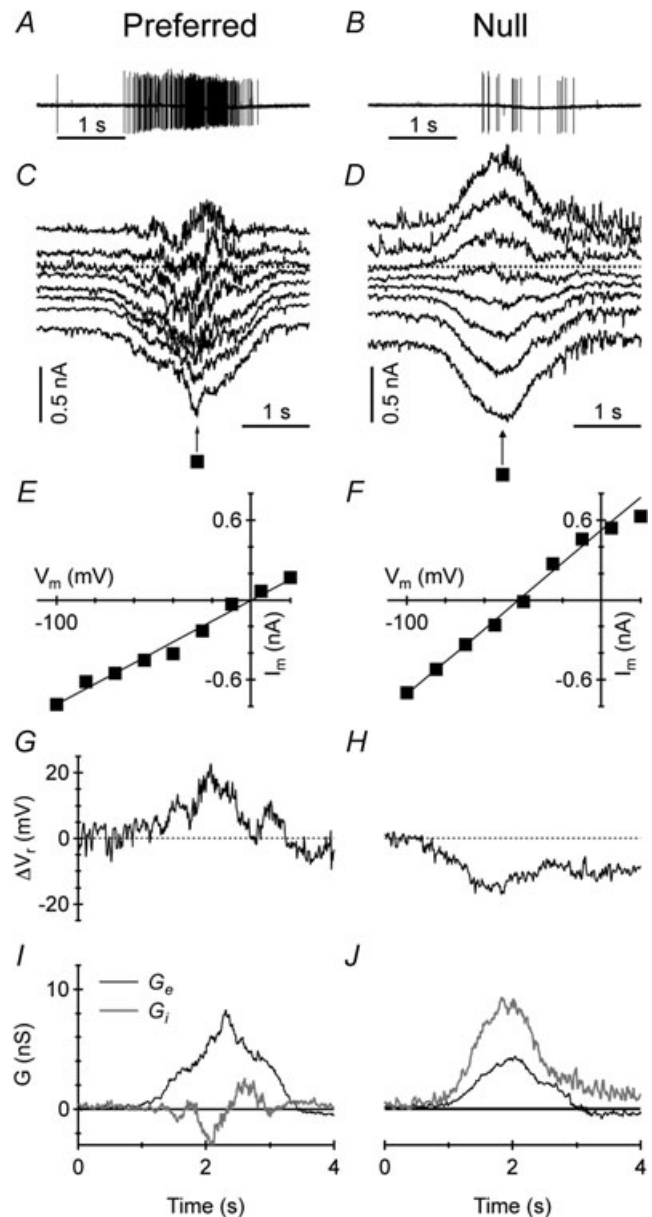 A Preferred B Null
1 s 1 s
C D
0.5 nA 1 s 0.5 nA 1 s
E F
0.6 0.6
V_m (mV) V_m (mV)
-100 -100
-0.6 I_m (nA) -0.6 I_m (nA)
G H
20
0
-20
ΔV_r (mV)
I J
G_e
G_i
10
0
G (nS)
0 2 4 0 2 4
Time (s) Time (s)